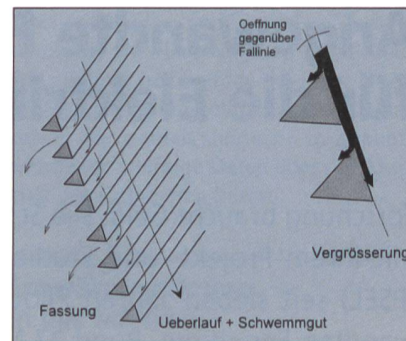 Oeffnung
gegenüber
Fallinie
Vergrösserung
Fassung
Ueberlauf + Schwemmgut